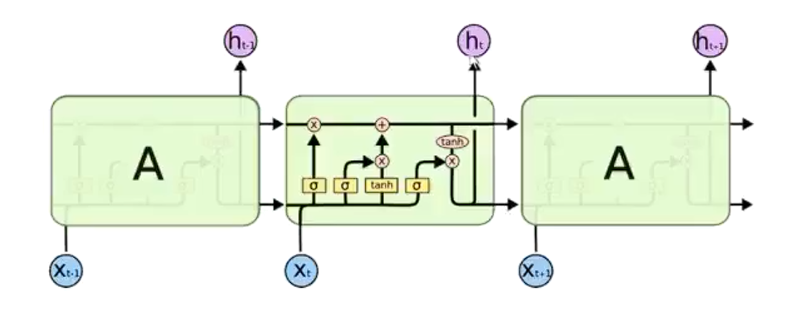 ht-1 ht ht+1
x +
tanh
A x x A
σ σ tanh σ
xt-1 xt xt+1